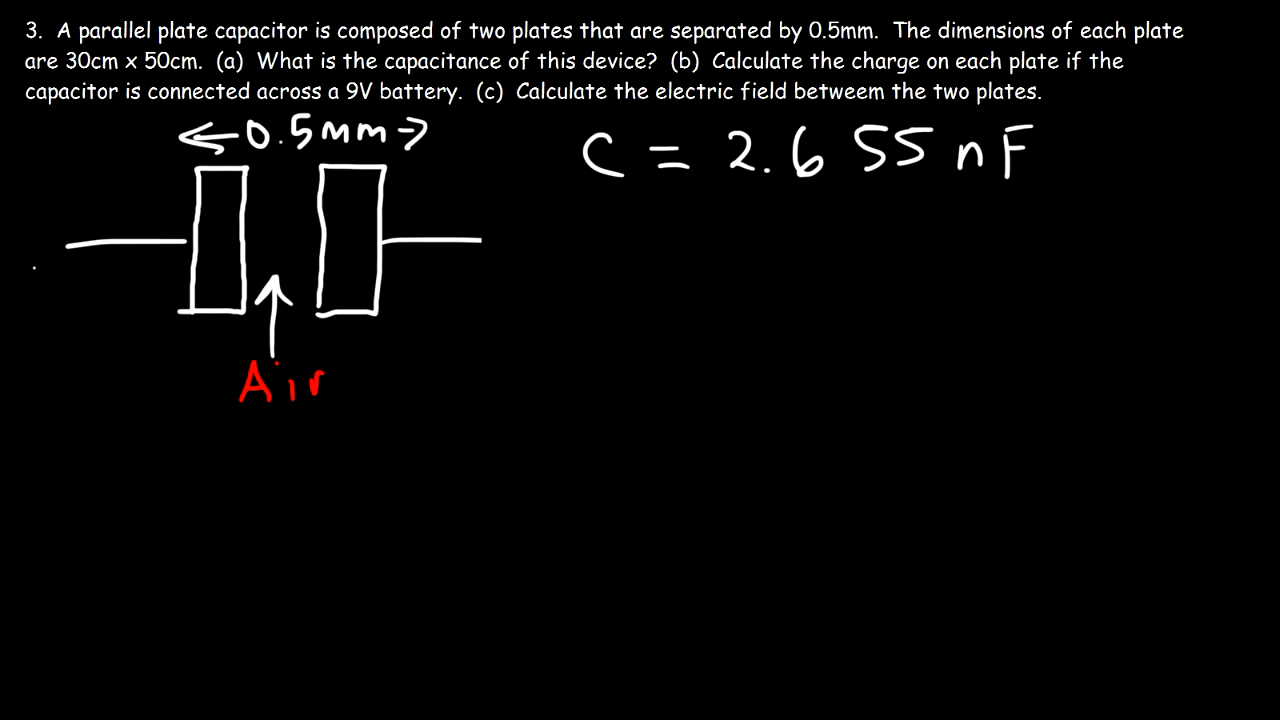 3. A parallel plate capacitor is composed of two plates that are separated by 0.5mm. The dimensions of each plate
are 30cm x 50cm. (a) What is the capacitance of this device? (b) Calculate the charge on each plate if the
capacitor is connected across a 9V battery. (c) Calculate the electric field betweem the two plates.
0.5mm
C = 2.655 nF
Air